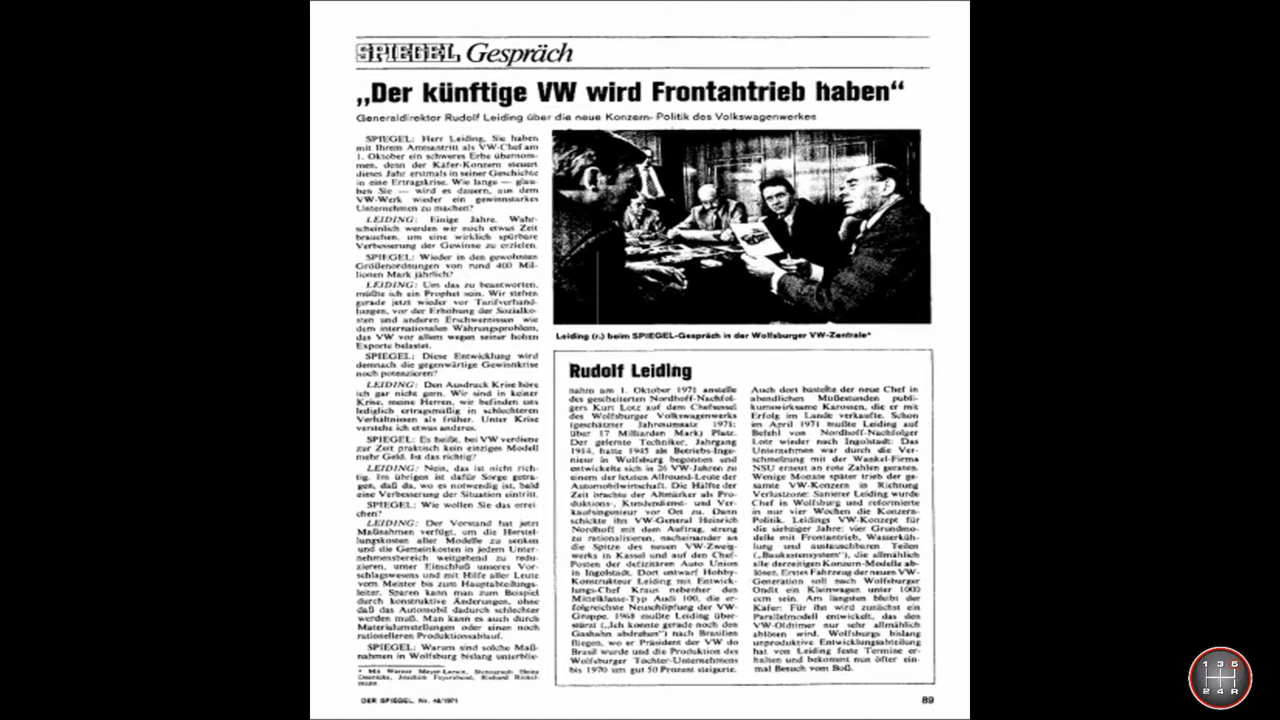 SPIEGEL Gespräch
„Der künftige VW wird Frontantrieb haben“
Generaldirektor Rudolf Leiding über die neue Konzern-Politik des Volkswagenwerkes
SPIEGEL: Herr Leiding, Sie haben
mit Ihrem Amtsantritt als VW-Chef am
1. Oktober ein schweres Erbe übernom-
men, denn der Käfer-Konzern steuert
dieses Jahr erstmals in seiner Geschichte
in eine Ertragskrise. Wie lange — glau-
ben Sie — wird es dauern, aus dem
VW-Werk wieder ein gewinnstarkes
Unternehmen zu machen?
LEIDING: Einige Jahre. Wahr-
scheinlich werden wir noch etwas Zeit
brauchen, um eine wirklich spürbare
Verbesserung der Gewinne zu erzielen.
SPIEGEL: Wieder in den gewohnten
Größenordnungen von rund 400 Mil-
lionen Mark jährlich?
LEIDING: Um das zu beantworten,
müßte ich ein Prophet sein. Wir stehen
gerade jetzt wieder vor Tarifverhand-
lungen, vor der Erhöhung der Sozialko-
sten und anderen Erschwernissen wie
dem internationalen Währungsproblem,
das VW vor allem wegen seiner hohen
Exporte belastet.
SPIEGEL: Diese Entwicklung wird
demnach die gegenwärtige Gewinnkrise
noch potenzieren?
LEIDING: Den Ausdruck Krise höre
ich gar nicht gern. Wir sind in keiner
Krise, meine Herren, wir befinden uns
lediglich ertragsmäßig in schlechteren
Verhältnissen als früher. Unter Krise
verstehe ich etwas anderes.
SPIEGEL: Es heißt, bei VW verdiene
zur Zeit praktisch kein einziges Modell
mehr Geld. Ist das richtig?
LEIDING: Nein, das ist nicht rich-
tig. Im übrigen ist dafür Sorge getra-
gen, daß da, wo es notwendig ist, bald
eine Verbesserung der Situation eintritt.
SPIEGEL: Wie wollen Sie das errei-
chen?
LEIDING: Der Vorstand hat jetzt
Maßnahmen verfügt, um die Herstel-
lungskosten aller Modelle zu senken
und die Gemeinkosten in jedem Unter-
nehmensbereich weitgehend zu redu-
zieren, unter Einschluß unseres Vor-
schlagswesens und mit Hilfe aller Leute
vom Meister bis zum Hauptabteilungs-
leiter. Sparen kann man zum Beispiel
durch konstruktive Änderungen, ohne
daß das Automobil dadurch schlechter
werden muß. Man kann es auch durch
Materialumstellungen oder einen noch
rationelleren Produktionsablauf.
SPIEGEL: Warum sind solche Maß-
nahmen in Wolfsburg bislang unterblie-
* Mit Werner Meyer-Larsen, Stenograph Heinz
Joachim Richard
Leiding (r.) beim SPIEGEL-Gespräch in der Wolfsburger VW-Zentrale*
Rudolf Leiding
nahm am 1. Oktober 1971 anstelle
des gescheiterten Nordhoff-Nachfol-
gers Kurt Lotz auf dem Chefsessel
des Wolfsburger Volkswagenwerks
(geschätzter Jahresumsatz 1971:
über 17 Milliarden Mark) Platz.
Der gelernte Techniker, Jahrgang
1914, hatte 1945 als Betriebs-Inge-
nieur in Wolfsburg begonnen und
entwickelte sich in 26 VW-Jahren zu
einem der letzten Allround-Leute der
Automobilwirtschaft. Die Hälfte der
Zeit brachte der Altmärker als Pro-
duktions-, Kundendienst- und Ver-
kaufsingenieur vor Ort zu. Dann
schickte ihn VW-General Heinrich
Nordhoff mit dem Auftrag, streng
zu rationalisieren, nacheinander an
die Spitze des neuen VW-Zweig-
werks in Kassel und auf den Chef-
Posten der defizitären Auto Union
in Ingolstadt. Dort entwarf Hobby-
Konstrukteur Leiding mit Entwick-
lungs-Chef Kraus nebenher den
Mittelklasse-Typ Audi 100, die er-
folgreichste Neuschöpfung der VW-
Gruppe. 1968 mußte Leiding über-
stürzt („Ich konnte gerade noch den
Gashahn abdrehen“) nach Brasilien
fliegen, wo er Präsident der VW do
Brasil wurde und die Produktion des
Wolfsburger Tochter-Unternehmens
bis 1970 um gut 50 Prozent steigerte.
Auch dort bastelte der neue Chef in
abendlichen Mußestunden publi-
kumswirksame Karossen, die er mit
Erfolg im Lande verkaufte. Schon
im April 1971 mußte Leiding auf
Befehl von Nordhoff-Nachfolger
Lotz wieder nach Ingolstadt: Das
Unternehmen war durch die Ver-
schmelzung mit der Wankel-Firma
NSU erneut an rote Zahlen geraten.
Wenige Monate später trieb der ge-
samte VW-Konzern in Richtung
Verlustzone: Sanierer Leiding wurde
Chef in Wolfsburg und reformierte
in nur vier Wochen die Konzern-
Politik. Leidings VW-Konzept für
die siebziger Jahre: vier Grundmo-
delle mit Frontantrieb, Wasserküh-
lung und austauschbaren Teilen
(„Baukastensystem“), die allmählich
alle derzeitigen Konzern-Modelle ab-
lösen. Erstes Fahrzeug der neuen VW-
Generation soll nach Wolfsburger
Ondit ein Kleinwagen unter 1000
ccm sein. Am längsten bleibt der
Käfer: Für ihn wird zunächst ein
Parallelmodell entwickelt, das den
VW-Oldtimer nur sehr allmählich
ablösen wird. Wolfsburgs bislang
unproduktive Entwicklungsabteilung
hat von Leiding feste Termine er-
halten und bekommt nun öfter ein-
mal Besuch vom Boß.
DER SPIEGEL, Nr. 48/1971
89
1 3 5
2 4 R